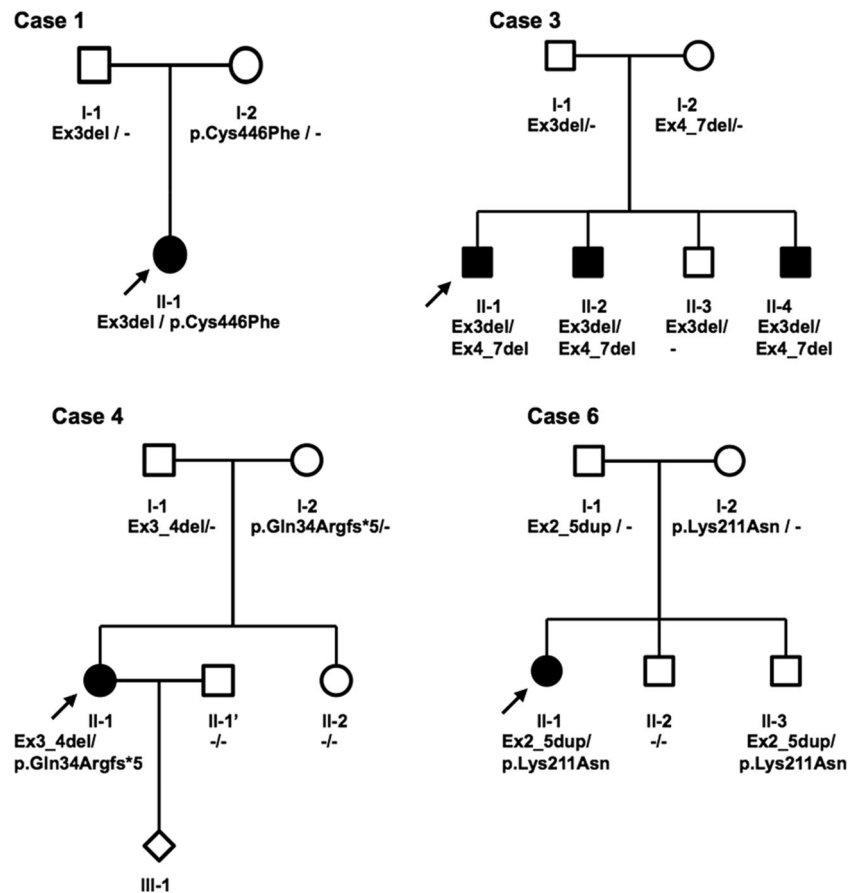 Case 1
I-1
Ex3del / -
I-2
p.Cys446Phe / -
II-1
Ex3del / p.Cys446Phe
Case 3
I-1
Ex3del/-
I-2
Ex4_7del/-
II-1
Ex3del/
Ex4_7del
II-2
Ex3del/
Ex4_7del
II-3
Ex3del/
-
II-4
Ex3del/
Ex4_7del
Case 4
I-1
Ex3_4del/-
I-2
p.Gln34Argfs*5/-
II-1
Ex3_4del/
p.Gln34Argfs*5
II-1'
-/-
II-2
-/-
III-1
Case 6
I-1
Ex2_5dup / -
I-2
p.Lys211Asn / -
II-1
Ex2_5dup/
p.Lys211Asn
II-2
-/-
II-3
Ex2_5dup/
p.Lys211Asn